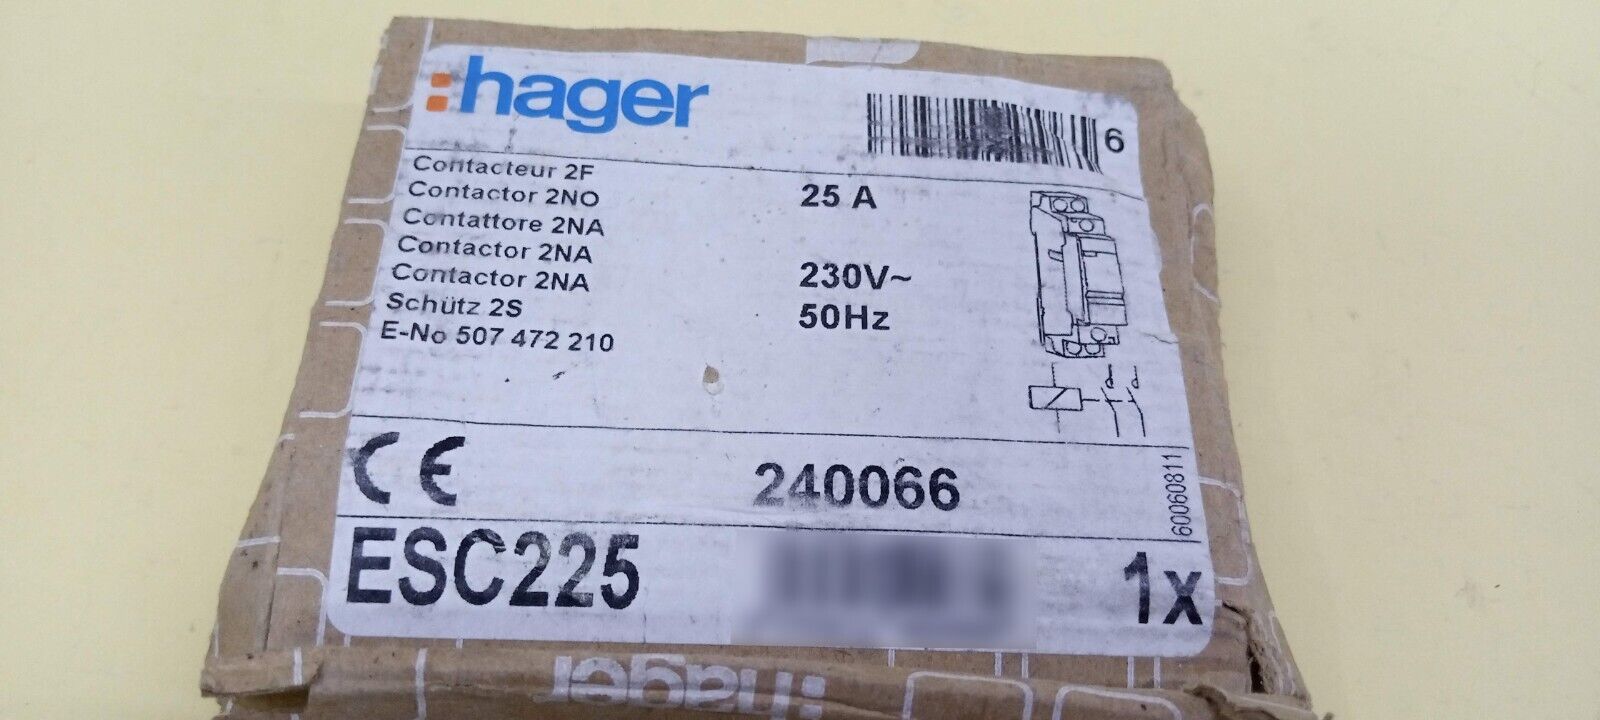 :hager
6
Contacteur 2F
Contactor 2NO
25 A
Contattore 2NA
Contactor 2NA
Contactor 2NA
230V~
Schütz 2S
50Hz
E-No 507 472 210
CE
240066
60060811
ESC225
1x
:hager